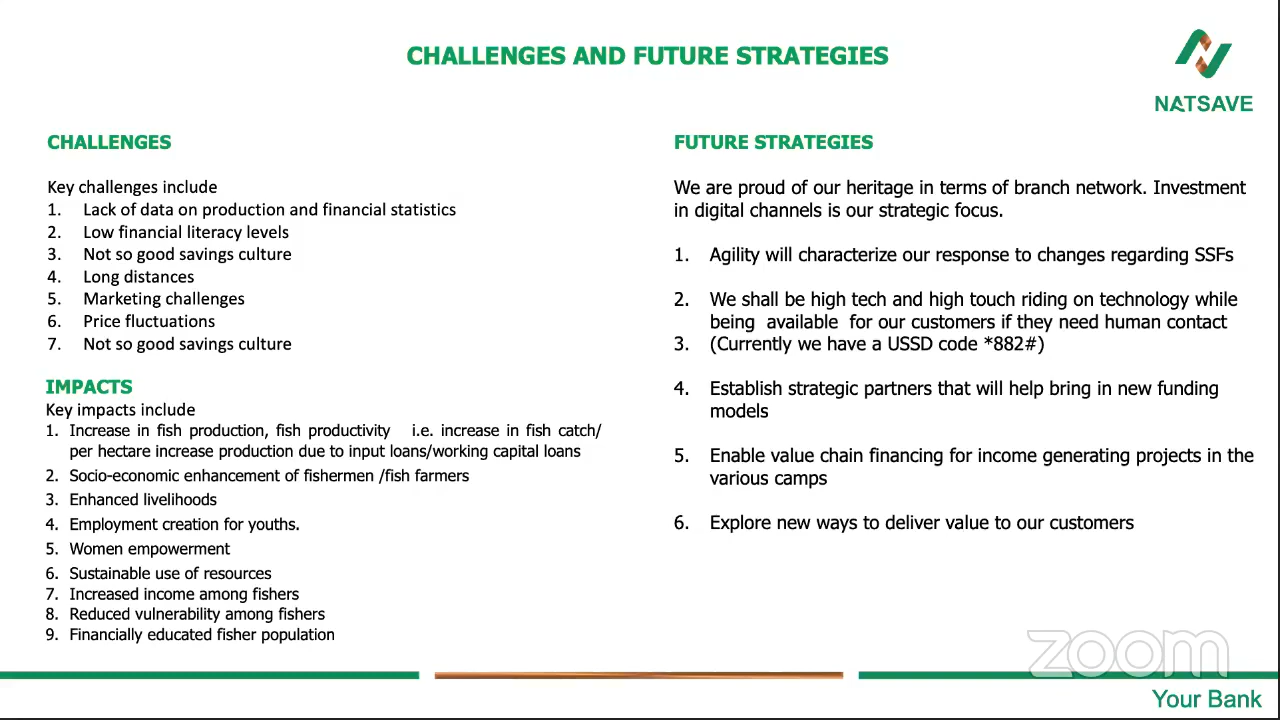 CHALLENGES AND FUTURE STRATEGIES
NATSAVE
CHALLENGES
Key challenges include
1. Lack of data on production and financial statistics
2. Low financial literacy levels
3. Not so good savings culture
4. Long distances
5. Marketing challenges
6. Price fluctuations
7. Not so good savings culture
IMPACTS
Key impacts include
1. Increase in fish production, fish productivity i.e. increase in fish catch/
per hectare increase production due to input loans/working capital loans
2. Socio-economic enhancement of fishermen /fish farmers
3. Enhanced livelihoods
4. Employment creation for youths.
5. Women empowerment
6. Sustainable use of resources
7. Increased income among fishers
8. Reduced vulnerability among fishers
9. Financially educated fisher population
FUTURE STRATEGIES
We are proud of our heritage in terms of branch network. Investment
in digital channels is our strategic focus.
1. Agility will characterize our response to changes regarding SSFs
2. We shall be high tech and high touch riding on technology while
being available for our customers if they need human contact
3. (Currently we have a USSD code *882#)
4. Establish strategic partners that will help bring in new funding
models
5. Enable value chain financing for income generating projects in the
various camps
6. Explore new ways to deliver value to our customers
zoom
Your Bank